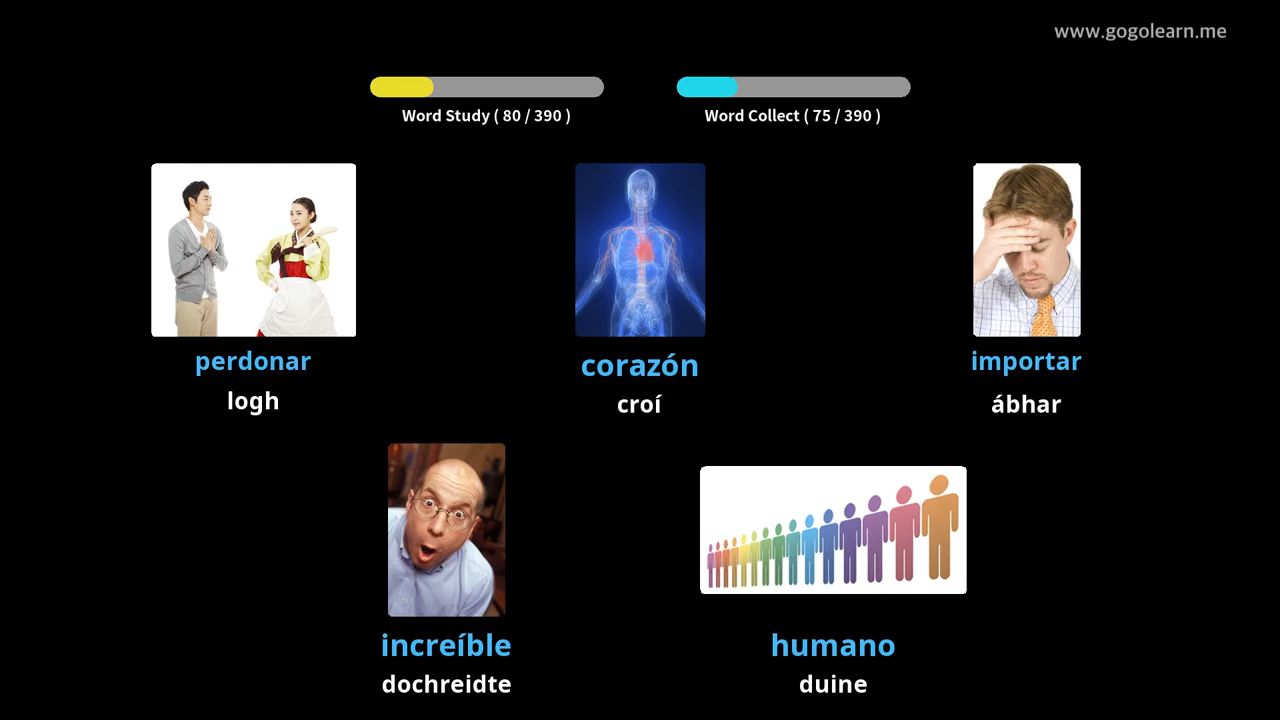 www.gogolearn.me
Word Study ( 80 / 390 )
Word Collect ( 75 / 390 )
perdonar
logh
corazón
croí
importar
ábhar
increíble
dochreidte
humano
duine